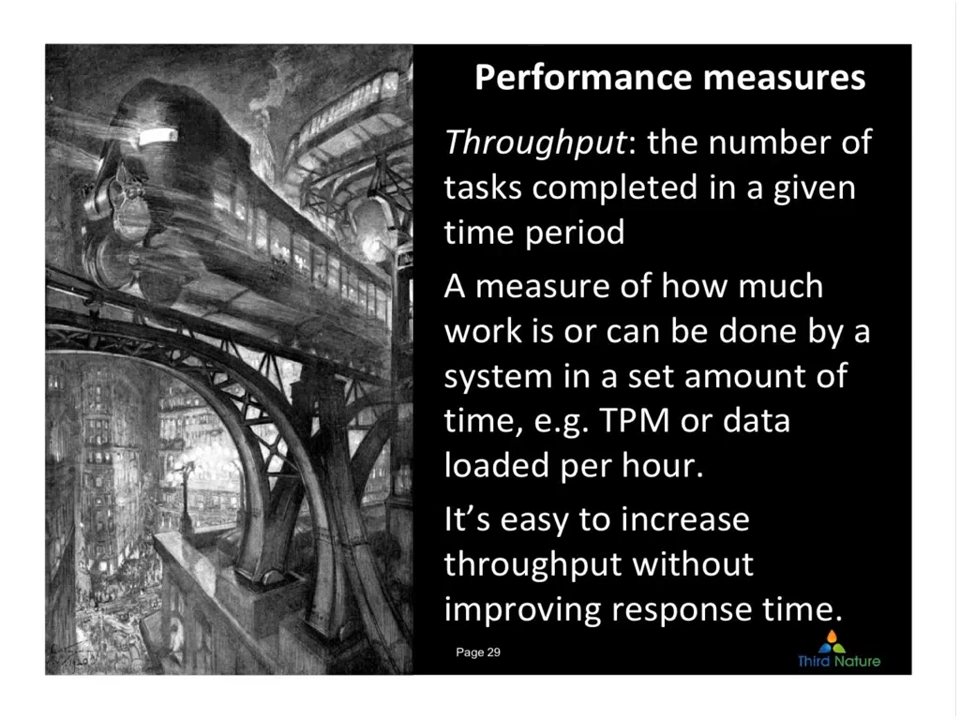 Performance measures
Throughput: the number of
tasks completed in a given
time period
A measure of how much
work is or can be done by a
system in a set amount of
time, e.g. TPM or data
loaded per hour.
It’s easy to increase
throughput without
improving response time.
Page 29
Third Nature